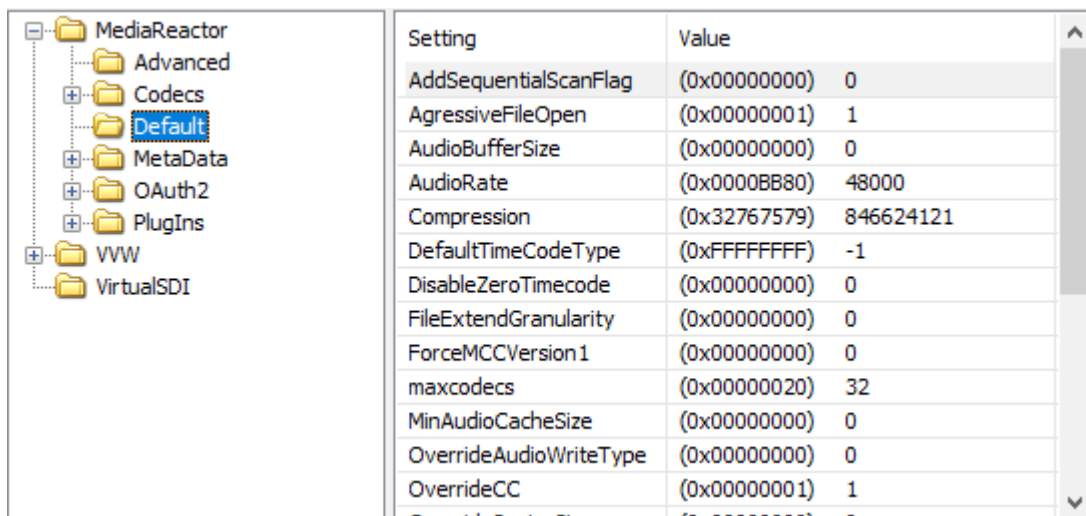 MediaReactor
Advanced
Codecs
Default
MetaData
OAuth2
PlugIns
VVW
VirtualSDI
Setting Value
AddSequentialScanFlag (0x00000000) 0
AgressiveFileOpen (0x00000001) 1
AudioBufferSize (0x00000000) 0
AudioRate (0x0000BB80) 48000
Compression (0x32767579) 846624121
DefaultTimeCodeType (0xFFFFFFFF) -1
DisableZeroTimecode (0x00000000) 0
FileExtendGranularity (0x00000000) 0
ForceMCCVersion1 (0x00000000) 0
maxcodecs (0x00000020) 32
MinAudioCacheSize (0x00000000) 0
OverrideAudioWriteType (0x00000000) 0
OverrideCC (0x00000001) 1